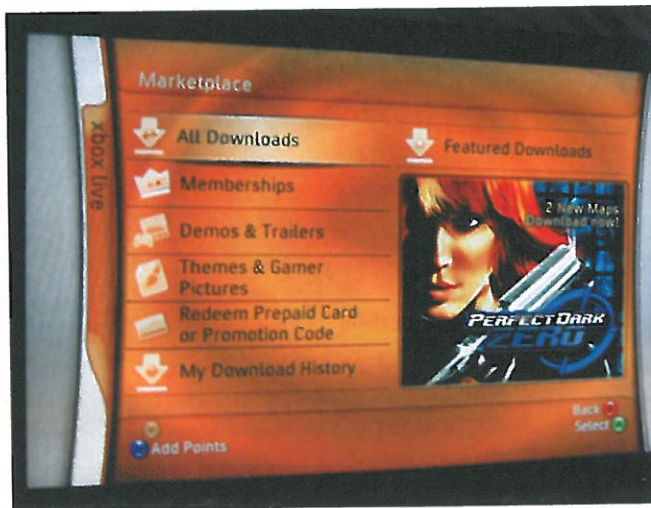 Marketplace
xbox live
All Downloads
Memberships
Demos & Trailers
Themes & Gamer
Pictures
Redeem Prepaid Card
or Promotion Code
My Download History
Featured Downloads
2 New Maps
Download now!
PERFECT DARK
ZERO
Back
Select
Add Points